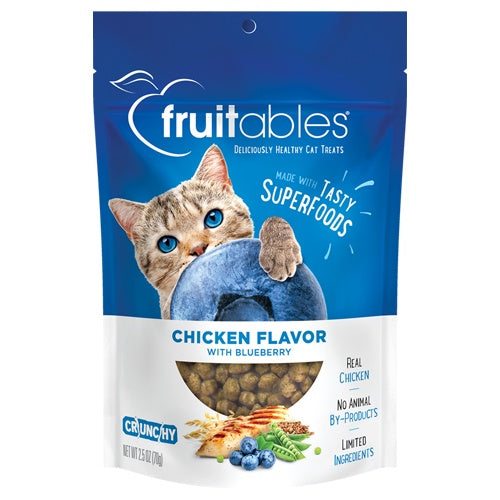 fruitables®
DELICIOUSLY HEALTHY CAT TREATS
MADE WITH TASTY
SUPERFOODS
CHICKEN FLAVOR
WITH BLUEBERRY
REAL
CHICKEN
NO ANIMAL
BY-PRODUCTS
LIMITED
INGREDIENTS
CRUNCHY
NET WT 2.5 OZ (70g)